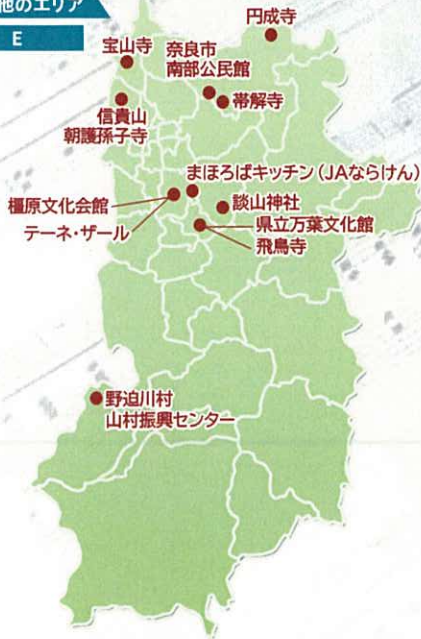 他のエリア
E
円成寺
宝山寺
奈良市
南部公民館
帯解寺
信貴山
朝護孫子寺
まほろばキッチン(JAならけん)
橿原文化会館
談山神社
テーネ・ザール
県立万葉文化館
飛鳥寺
野迫川村
山村振興センター